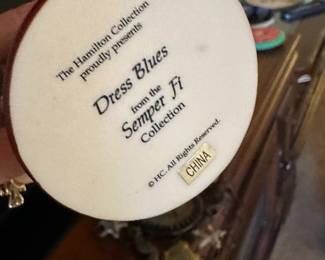 The Hamilton Collection
proudly presents
Dress Blues
from the
Semper Fi
Collection
© HC. All Rights Reserved.
CHINA